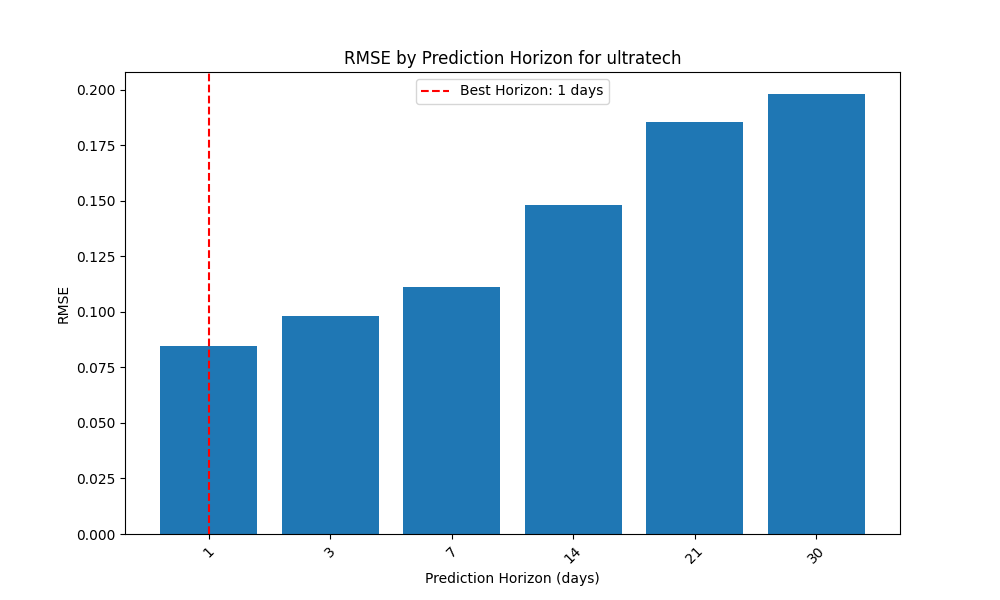 RMSE by Prediction Horizon for ultratech
Best Horizon: 1 days
0.200
0.175
0.150
0.125
0.100
0.075
0.050
0.025
0.000
RMSE
1 3 7 14 21 30
Prediction Horizon (days)